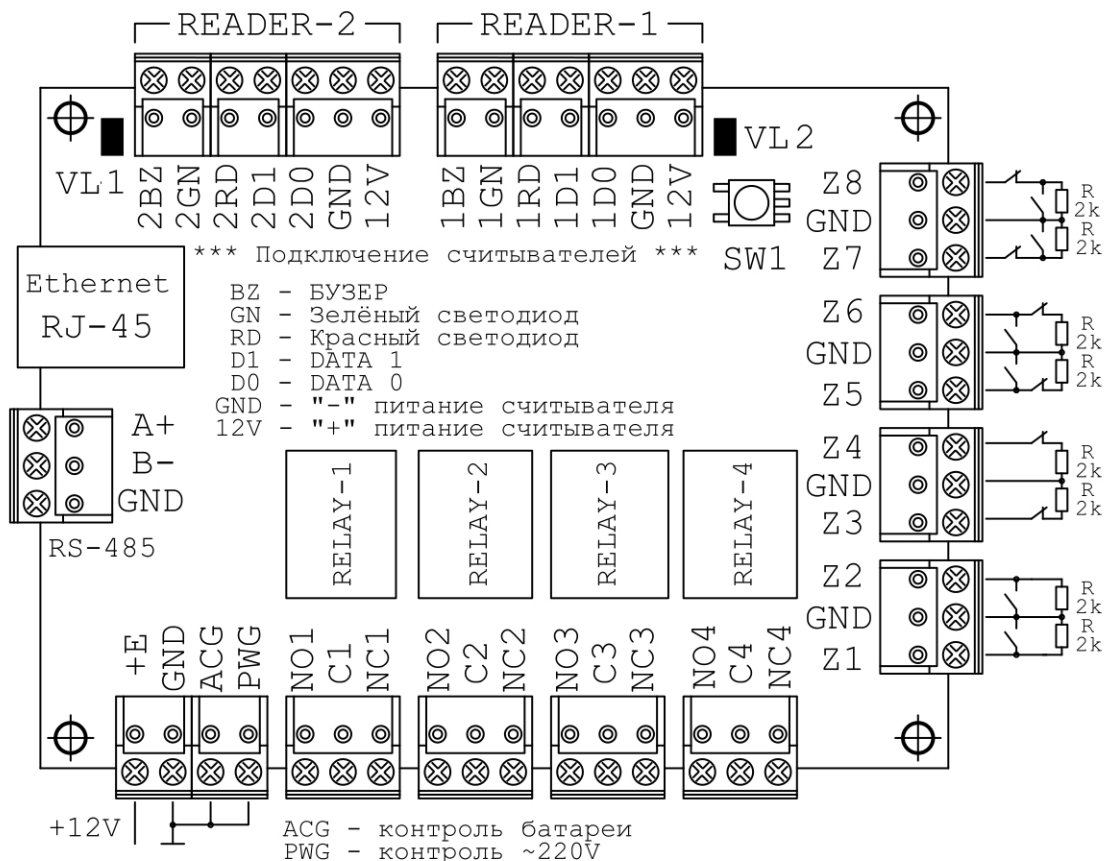 READER-2 READER-1
VL1 VL2
2BZ 2GN 2RD 2D1 2D0 GND 12V
1BZ 1GN 1RD 1D1 1D0 GND 12V
SW1
*** Подключение считывателей ***
Ethernet
RJ-45
BZ - БУЗЕР
GN - Зелёный светодиод
RD - Красный светодиод
D1 - DATA 1
D0 - DATA 0
GND - "-" питание считывателя
12V - "+" питание считывателя
A+
B-
GND
RS-485
RELAY-1 RELAY-2 RELAY-3 RELAY-4
Z8
GND
Z7
R
2k
R
2k
Z6
GND
Z5
R
2k
R
2k
Z4
GND
Z3
R
2k
R
2k
Z2
GND
Z1
R
2k
R
2k
+E GND ACG PWG
NO1 C1 NC1
NO2 C2 NC2
NO3 C3 NC3
NO4 C4 NC4
+12V
ACG - контроль батареи
PWG - контроль ~220V